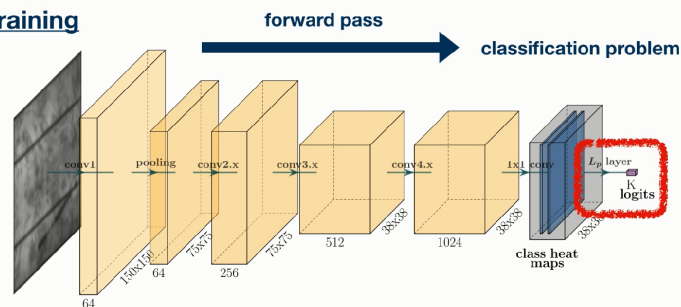 raining
forward pass
classification problem
conv1
pooling
conv2.x
conv3.x
conv4.x
1x1 conv
Lp layer
K
logits
150x150
75x75
75x75
38x38
38x38
38x38
64
64
256
512
1024
class heat
maps